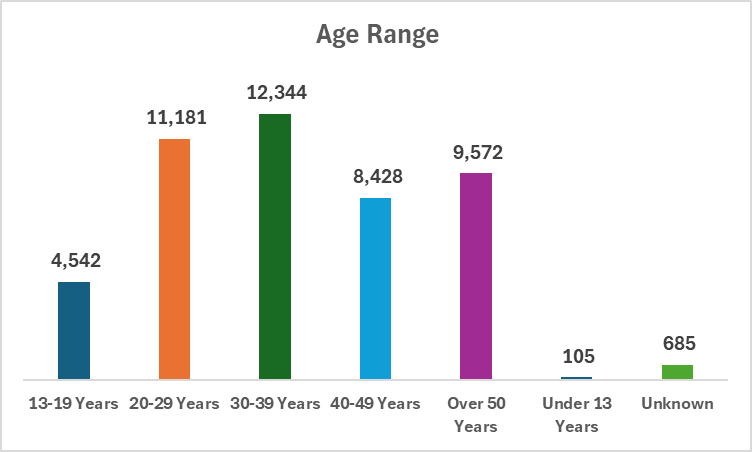 Age Range
12,344
11,181
9,572
8,428
4,542
685
105
13-19 Years
20-29 Years
30-39 Years
40-49 Years
Over 50
Years
Under 13
Years
Unknown